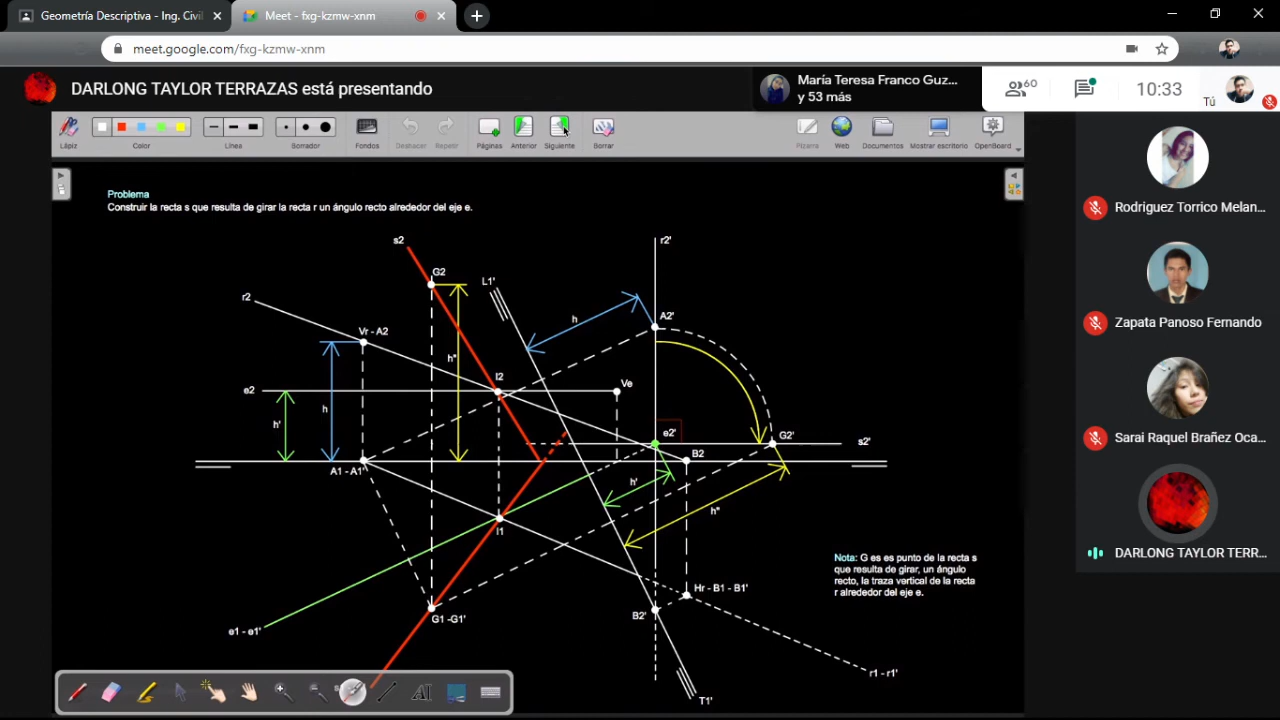 Geometría Descriptiva - Ing. Civil
Meet - fxg-kzmw-xnm
meet.google.com/fxg-kzmw-xnm
DARLONG TAYLOR TERRAZAS está presentando
María Teresa Franco Guz...
y 53 más
60
10:33
Tú
Lápiz
Color
Línea
Borrador
Fondos
Deshacer
Repetir
Páginas
Anterior
Siguiente
Borrar
Pizarra
Web
Documentos
Mostrar escritorio
OpenBoard
Problema
Construir la recta s que resulta de girar la recta r un ángulo recto alrededor del eje e.
s2
r2'
G2
L1'
r2
h
A2'
Vr - A2
h"
I2
Ve
e2
h'
h
e2'
G2'
s2'
A1 - A1'
B2
h'
h"
I1
Nota: G es es punto de la recta s
que resulta de girar, un ángulo
recto, la traza vertical de la recta
r alrededor del eje e.
Hr - B1 - B1'
G1 -G1'
B2'
e1 - e1'
r1 - r1'
T1'
Rodriguez Torrico Melan...
Zapata Panoso Fernando
Sarai Raquel Brañez Oca...
DARLONG TAYLOR TERR...